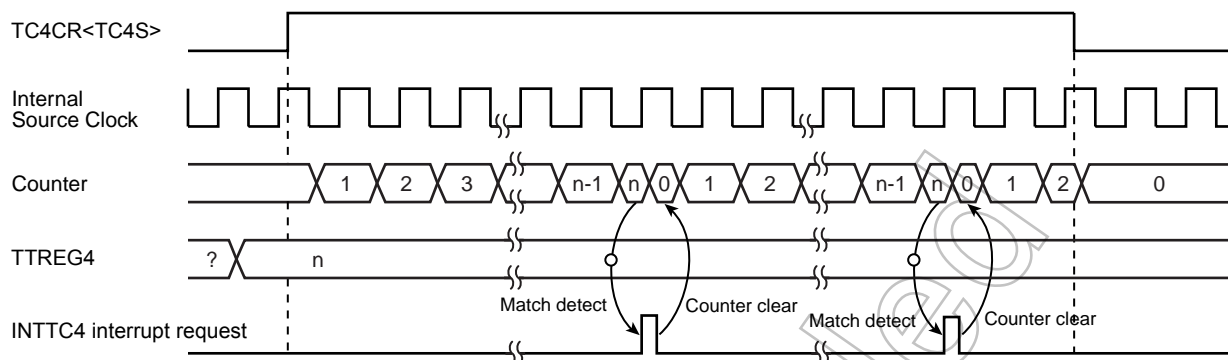 TC4CR<TC4S>
Internal
Source Clock
Counter
1 2 3 n-1 n 0 1 2 n-1 n 0 1 2 0
TTREG4
? n
Match detect Counter clear Match detect Counter clear
INTTC4 interrupt request